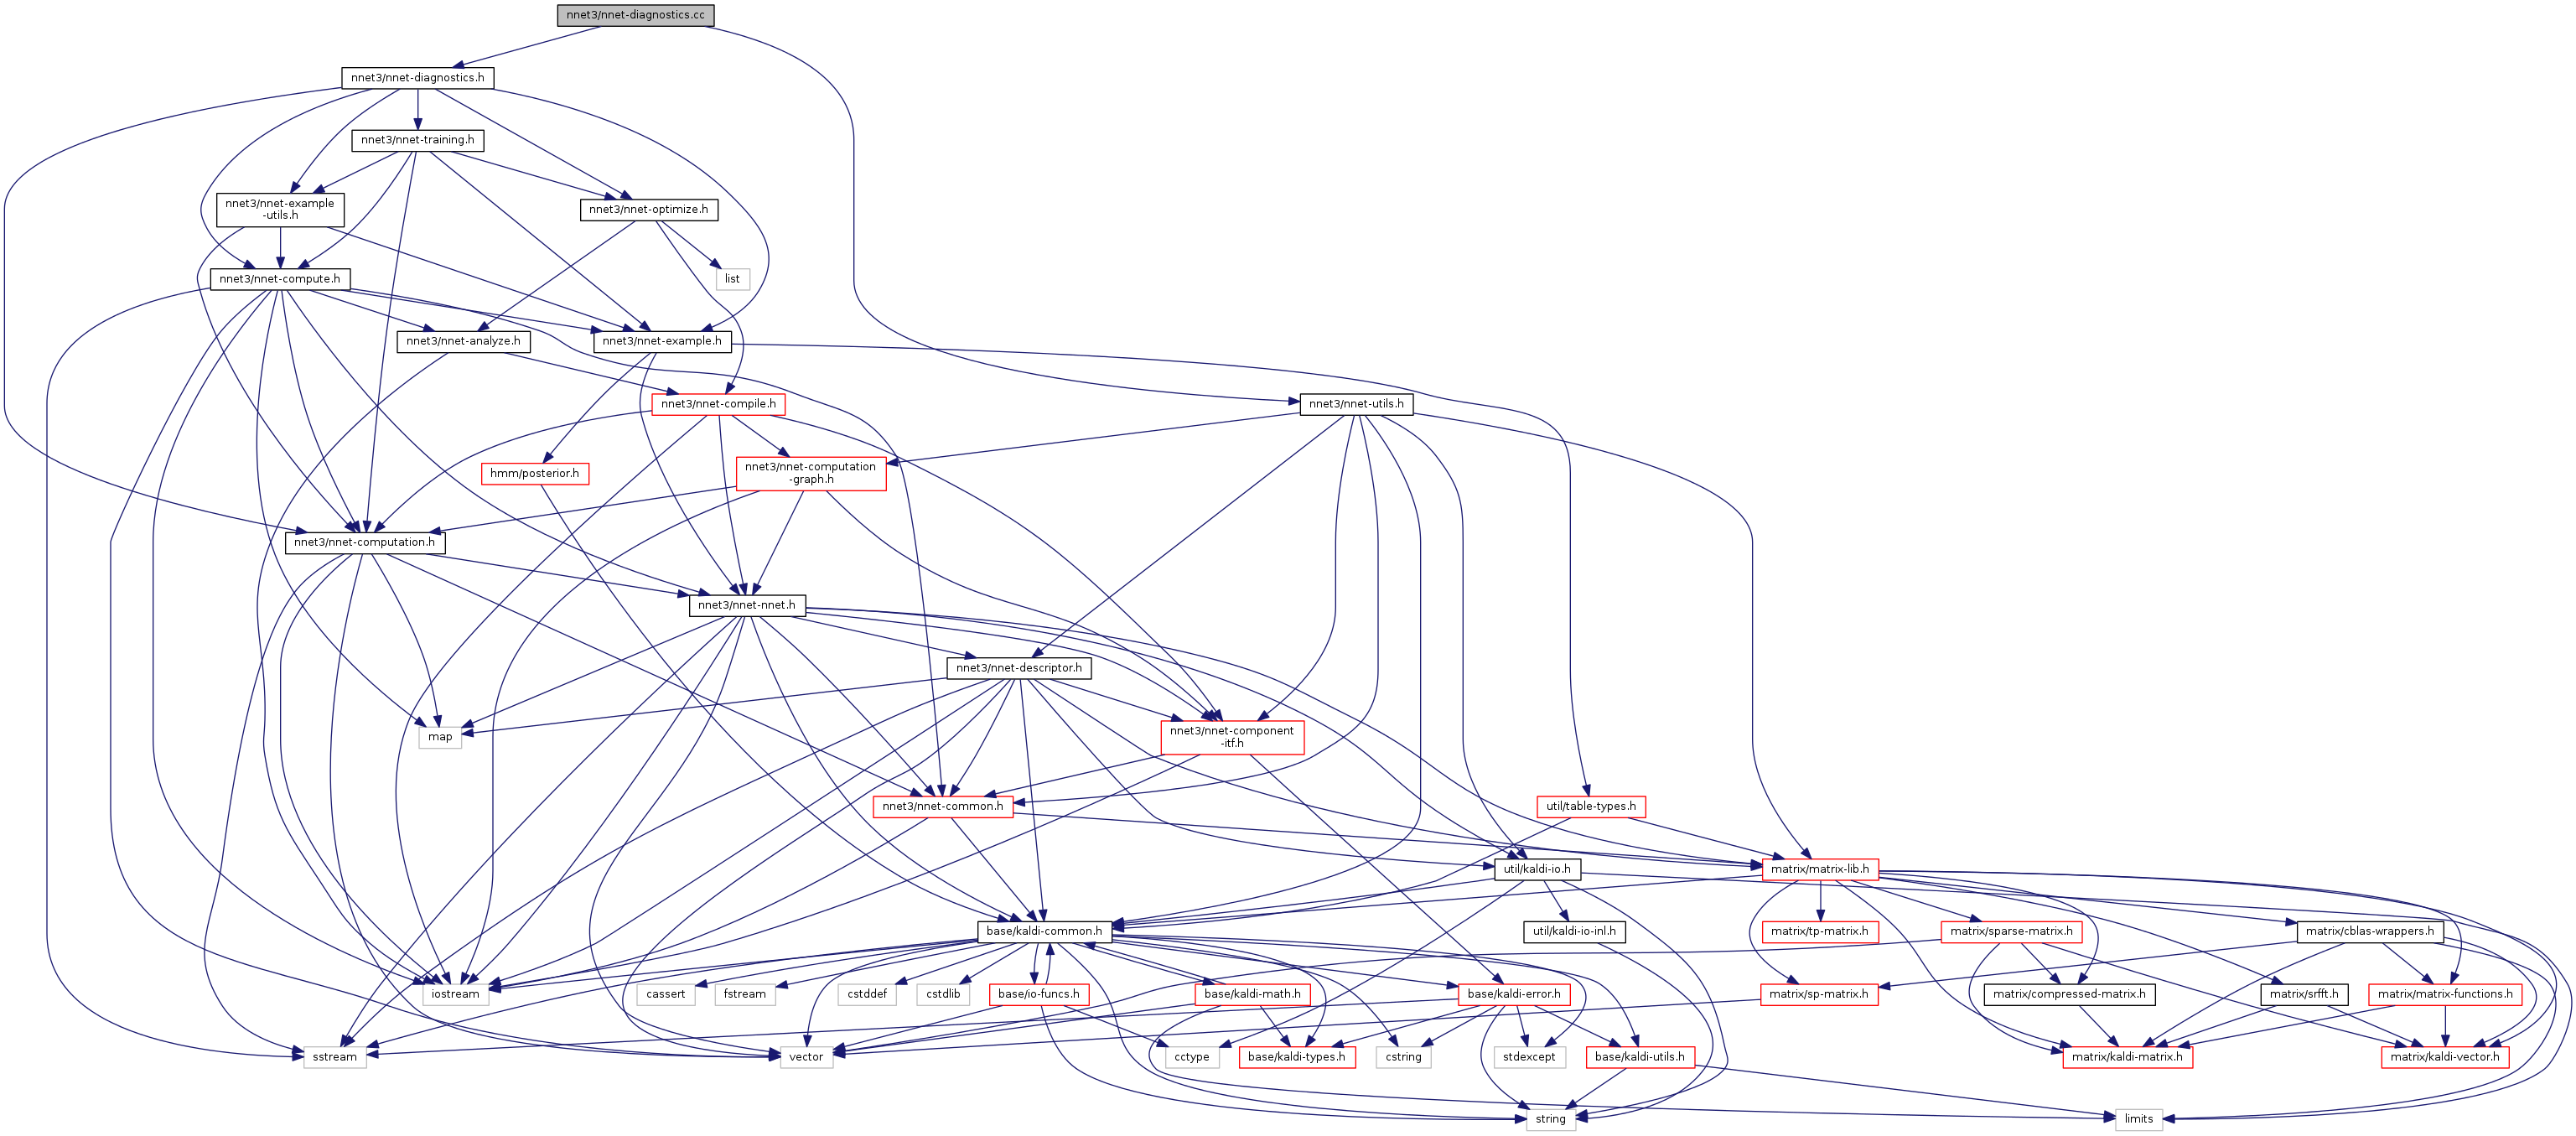 nnet3/nnet-diagnostics.cc
nnet3/nnet-diagnostics.h
nnet3/nnet-training.h
nnet3/nnet-example
-utils.h
nnet3/nnet-optimize.h
nnet3/nnet-compute.h
list
nnet3/nnet-analyze.h
nnet3/nnet-example.h
nnet3/nnet-compile.h
nnet3/nnet-utils.h
hmm/posterior.h
nnet3/nnet-computation
-graph.h
nnet3/nnet-computation.h
nnet3/nnet-nnet.h
nnet3/nnet-descriptor.h
map
nnet3/nnet-component
-itf.h
nnet3/nnet-common.h
util/table-types.h
util/kaldi-io.h
matrix/matrix-lib.h
base/kaldi-common.h
util/kaldi-io-inl.h
matrix/tp-matrix.h
matrix/sparse-matrix.h
matrix/cblas-wrappers.h
iostream
cassert
fstream
cstddef
cstdlib
base/io-funcs.h
base/kaldi-math.h
base/kaldi-error.h
matrix/sp-matrix.h
matrix/compressed-matrix.h
matrix/srfft.h
matrix/matrix-functions.h
sstream
vector
cctype
base/kaldi-types.h
cstring
stdexcept
base/kaldi-utils.h
matrix/kaldi-matrix.h
matrix/kaldi-vector.h
string
limits